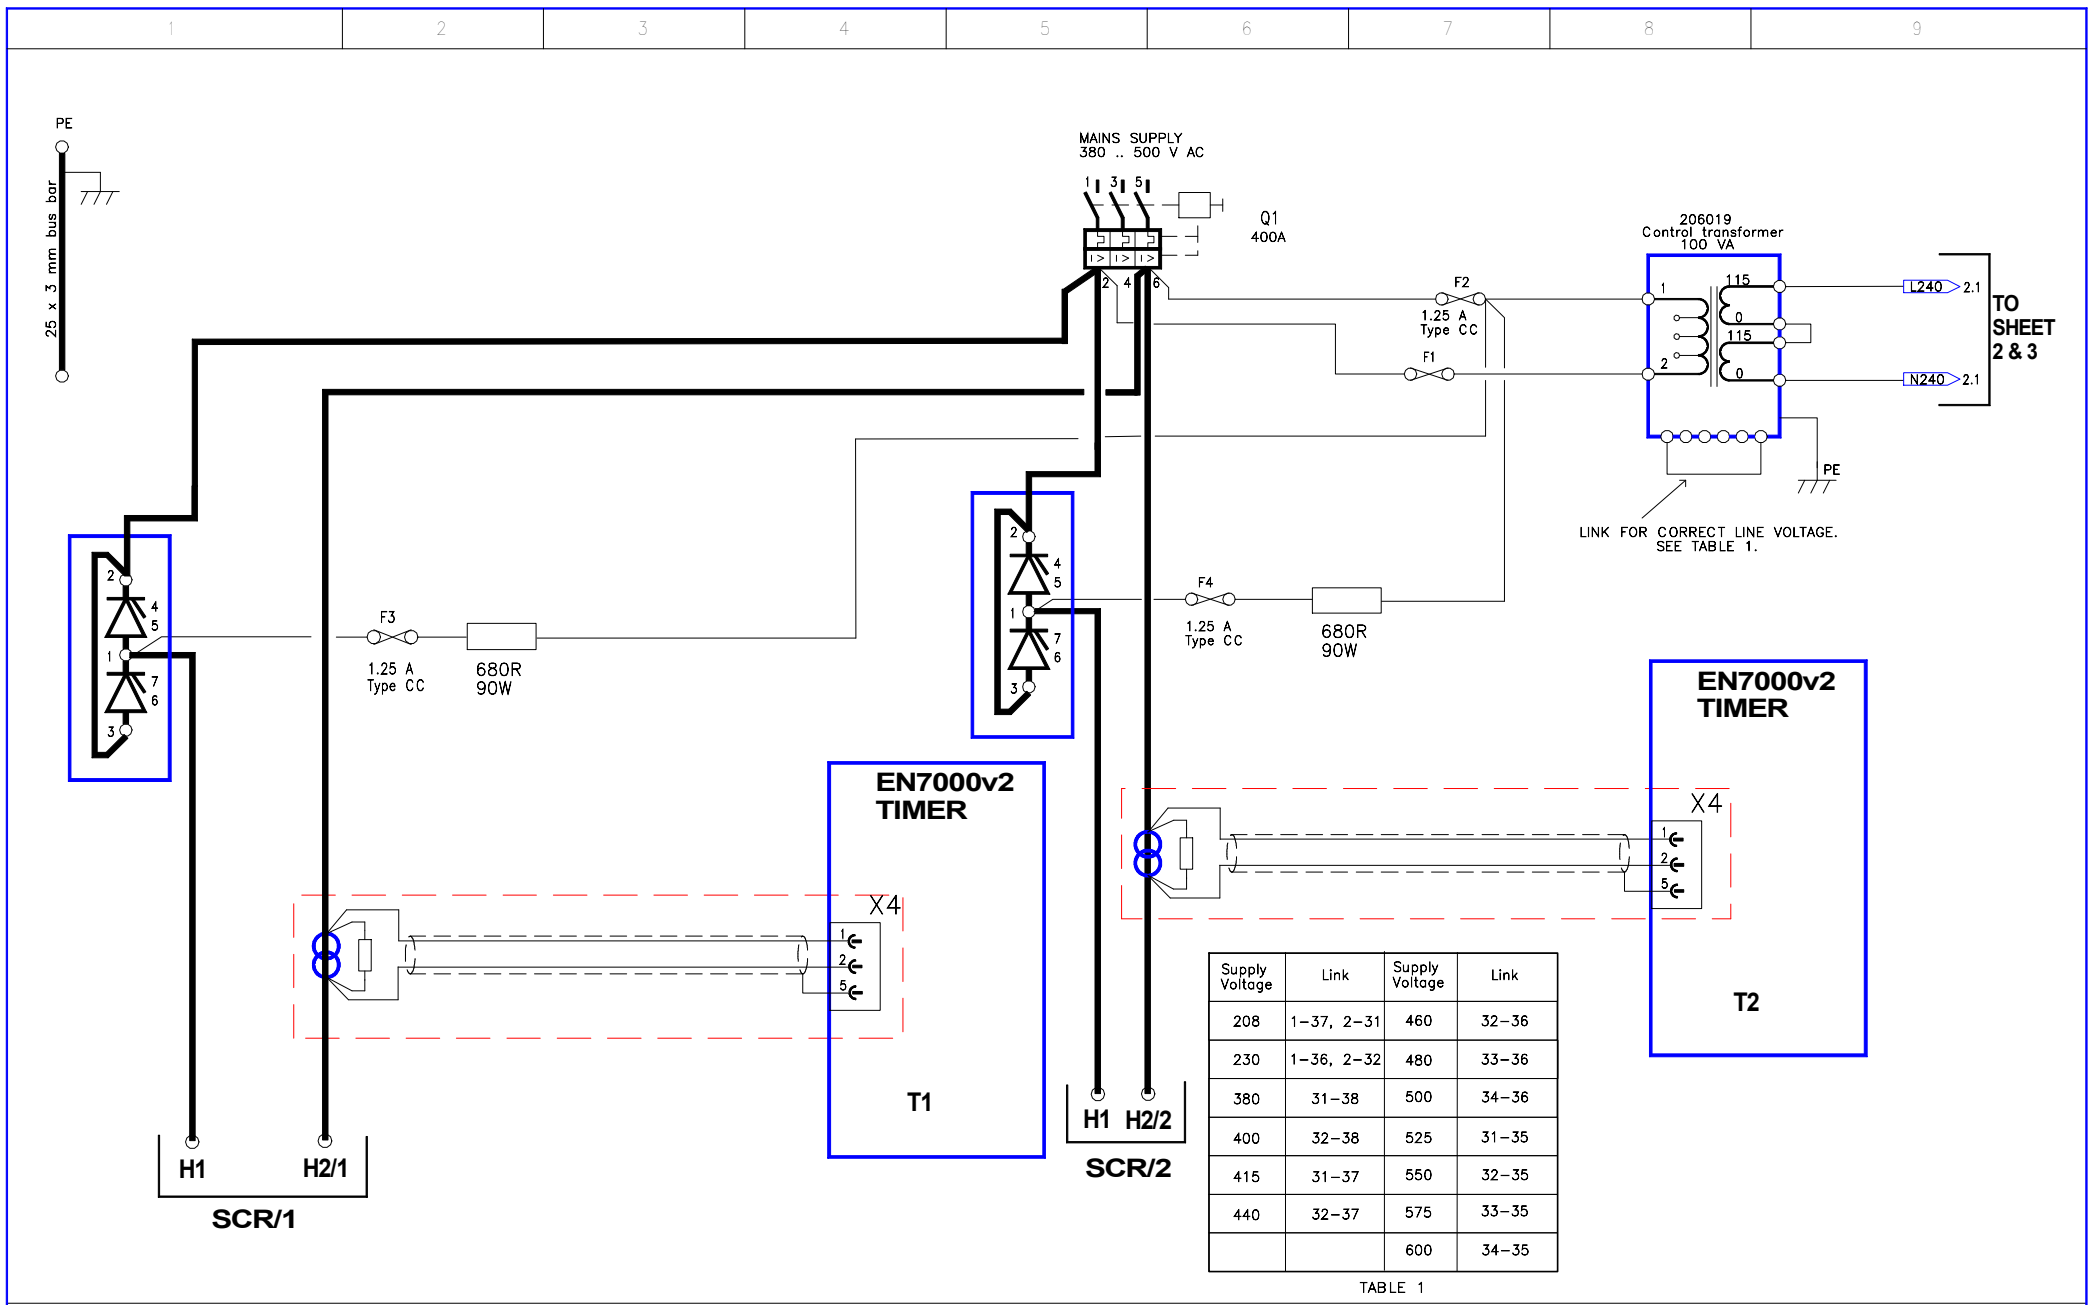 1 2 3 4 5 6 7 8 9
PE
25 x 3 mm bus bar
MAINS SUPPLY
380 .. 500 V AC
1 3 5
Q1
400A
I> I> I>
2 4 6
F2
1.25 A
Type CC
F1
206019
Control transformer
100 VA
1
2
115
0
115
0
L240 2.1
N240 2.1
TO
SHEET
2 & 3
PE
LINK FOR CORRECT LINE VOLTAGE.
SEE TABLE 1.
2
4
5
1
7
6
3
F3
1.25 A
Type CC
680R
90W
2
4
5
1
7
6
3
F4
1.25 A
Type CC
680R
90W
EN7000v2
TIMER
X4
1
2
5
T1
EN7000v2
TIMER
X4
1
2
5
T2
H1 H2/1
SCR/1
H1 H2/2
SCR/2
Supply Voltage Link Supply Voltage Link
208 1-37, 2-31 460 32-36
230 1-36, 2-32 480 33-36
380 31-38 500 34-36
400 32-38 525 31-35
415 31-37 550 32-35
440 32-37 575 33-35
600 34-35
TABLE 1